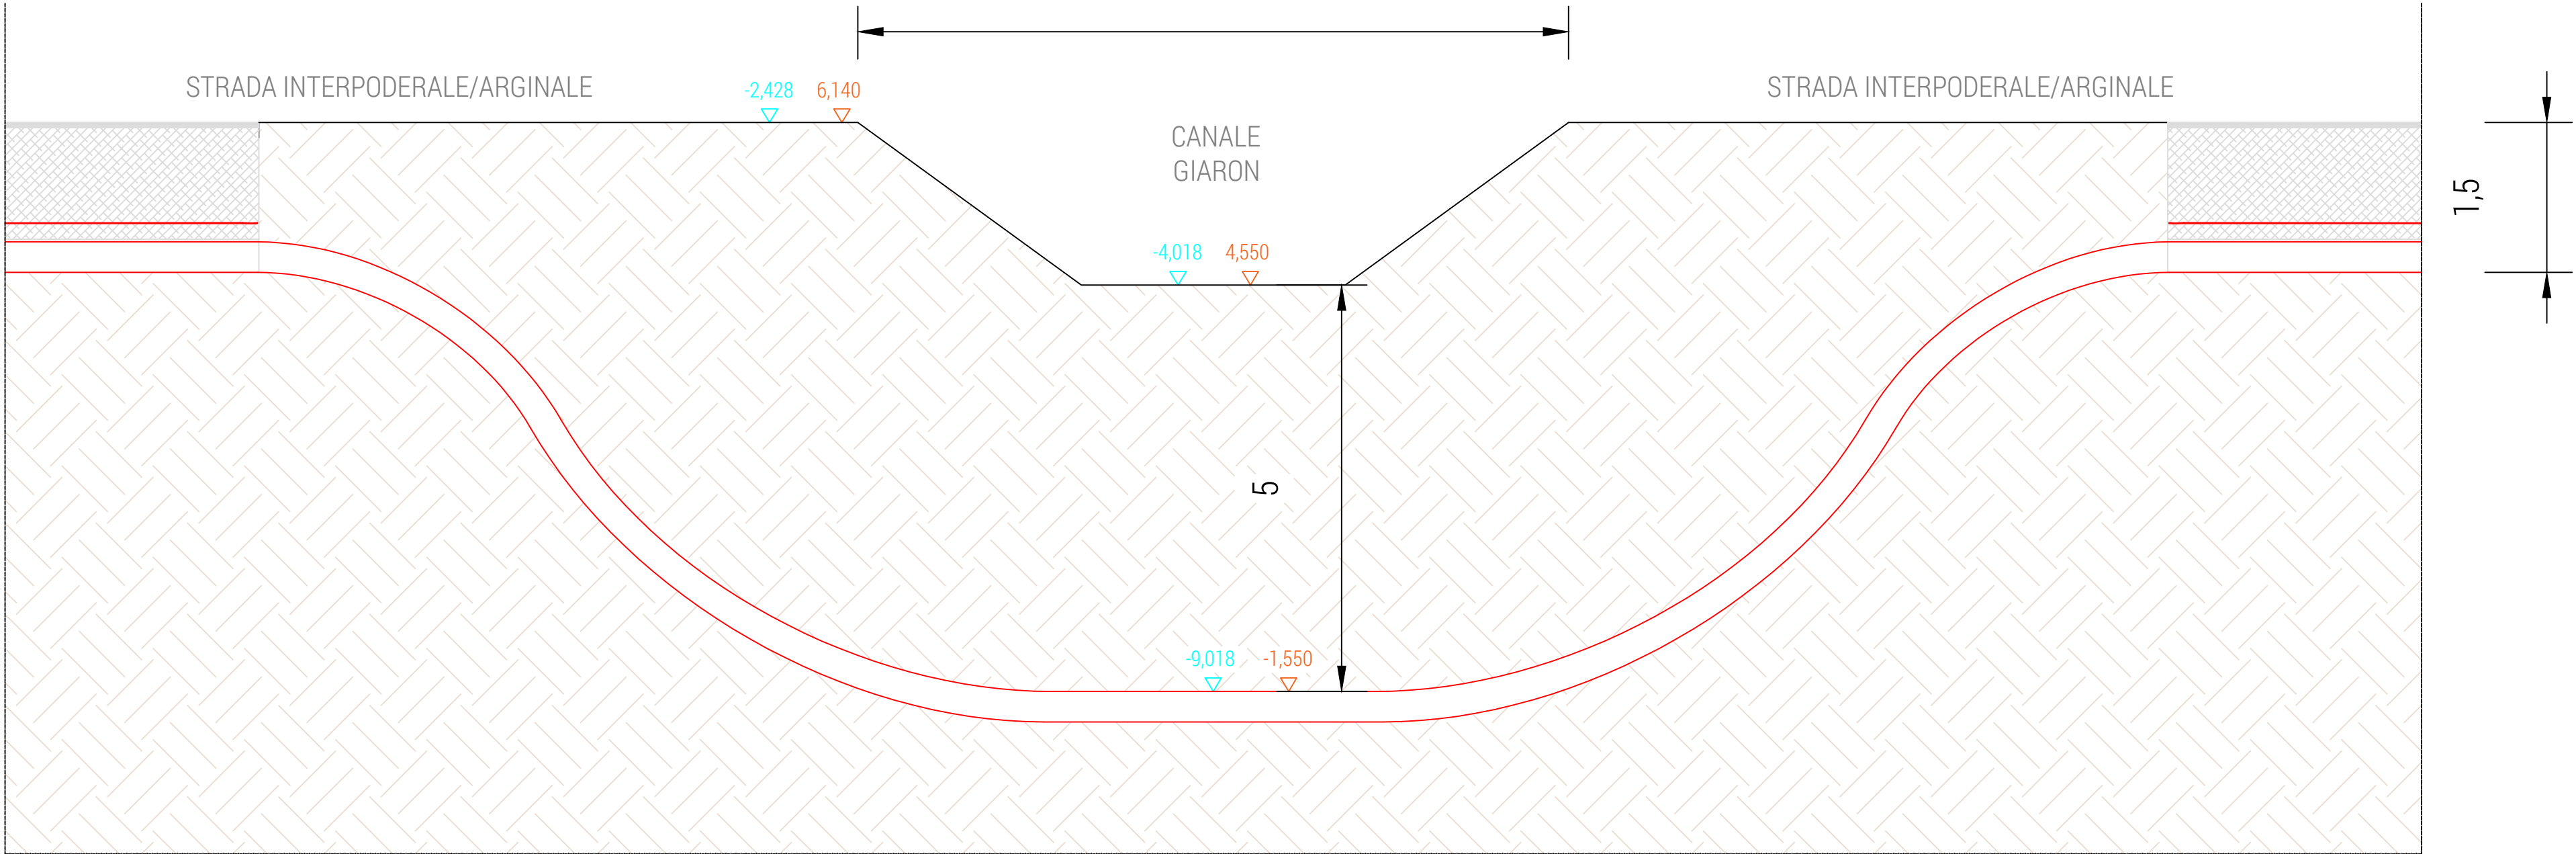 STRADA INTERPODERALE/ARGINALE
-2,428 6,140
STRADA INTERPODERALE/ARGINALE
CANALE
GIARON
1,5
-4,018 4,550
5
-9,018 -1,550